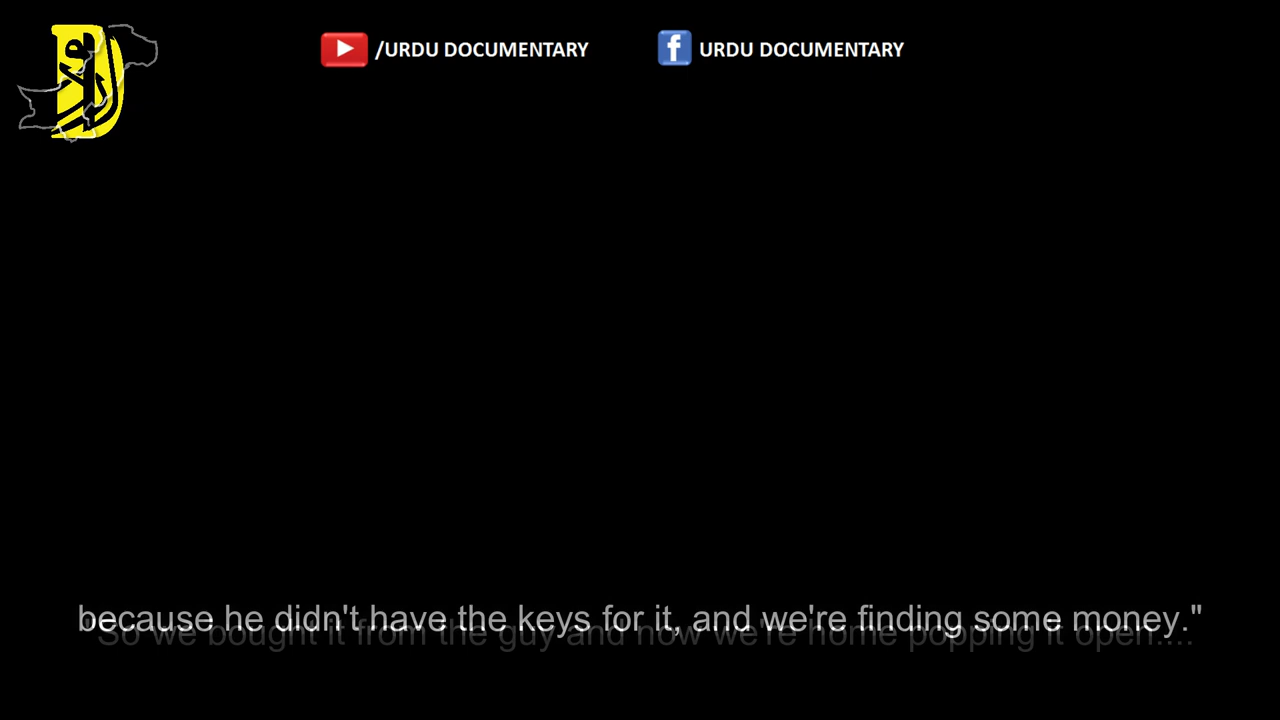 /URDU DOCUMENTARY
URDU DOCUMENTARY
because he didn't have the keys for it, and we're finding some money."
"So we bought it from the guy and now we're home popping it open....